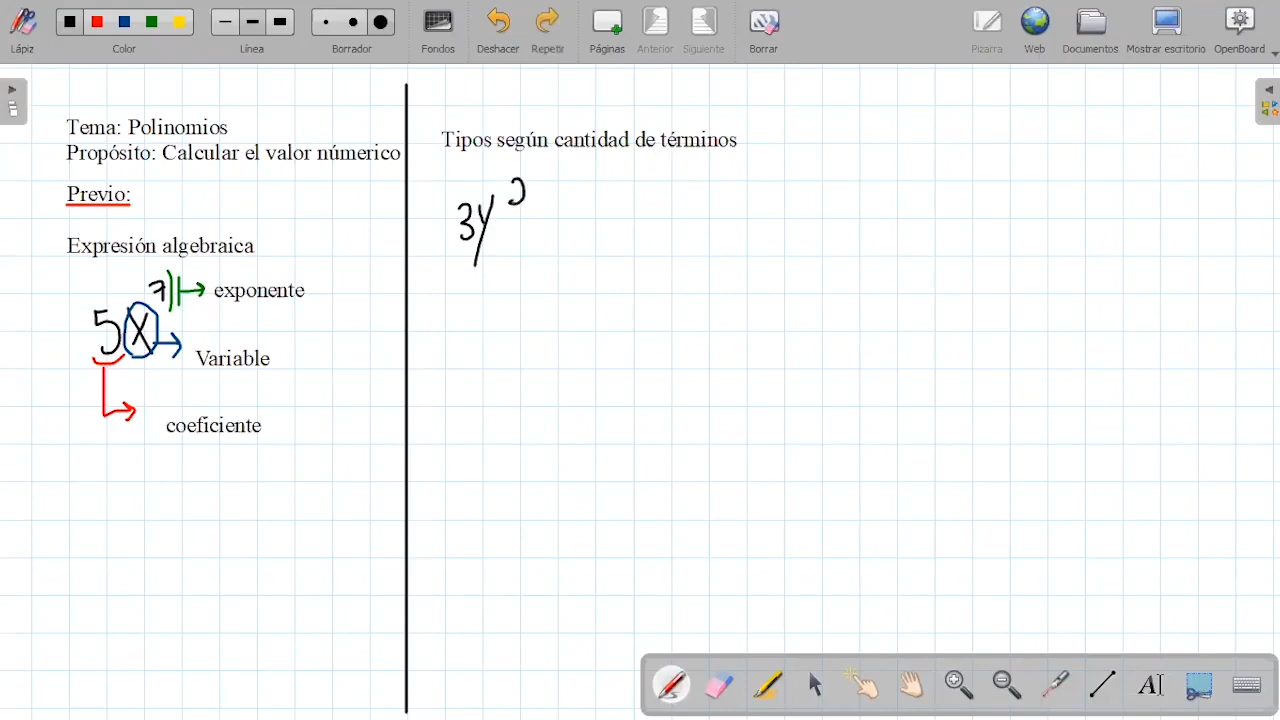 Lápiz
Color
Línea
Borrador
Fondos
Deshacer
Repetir
Páginas
Anterior
Siguiente
Borrar
Pizarra
Web
Documentos
Mostrar escritorio
OpenBoard
Tema: Polinomios
Propósito: Calcular el valor númerico
Previo:
Expresión algebraica
7
exponente
5x
Variable
coeficiente
Tipos según cantidad de términos
3y
AI